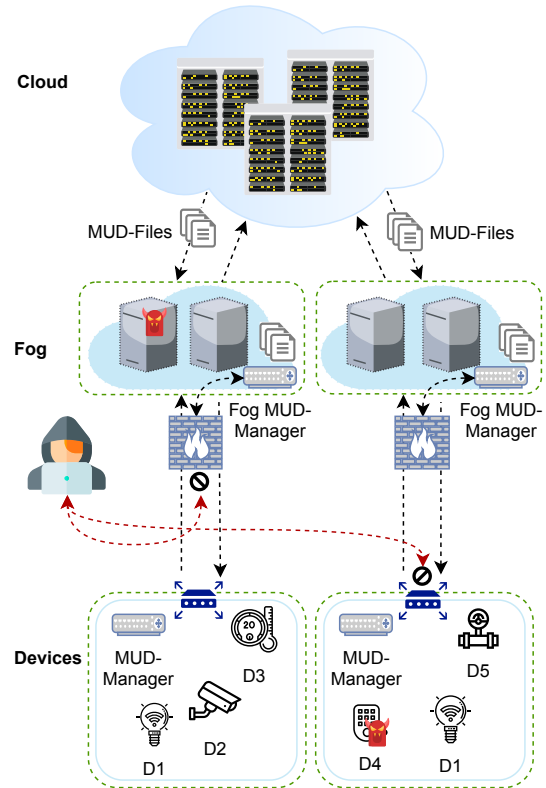 Cloud
MUD-Files
MUD-Files
Fog
Fog MUD-
Manager
Fog MUD-
Manager
Devices
MUD-
Manager
20
D3
D1
D2
MUD-
Manager
D5
D4
D1